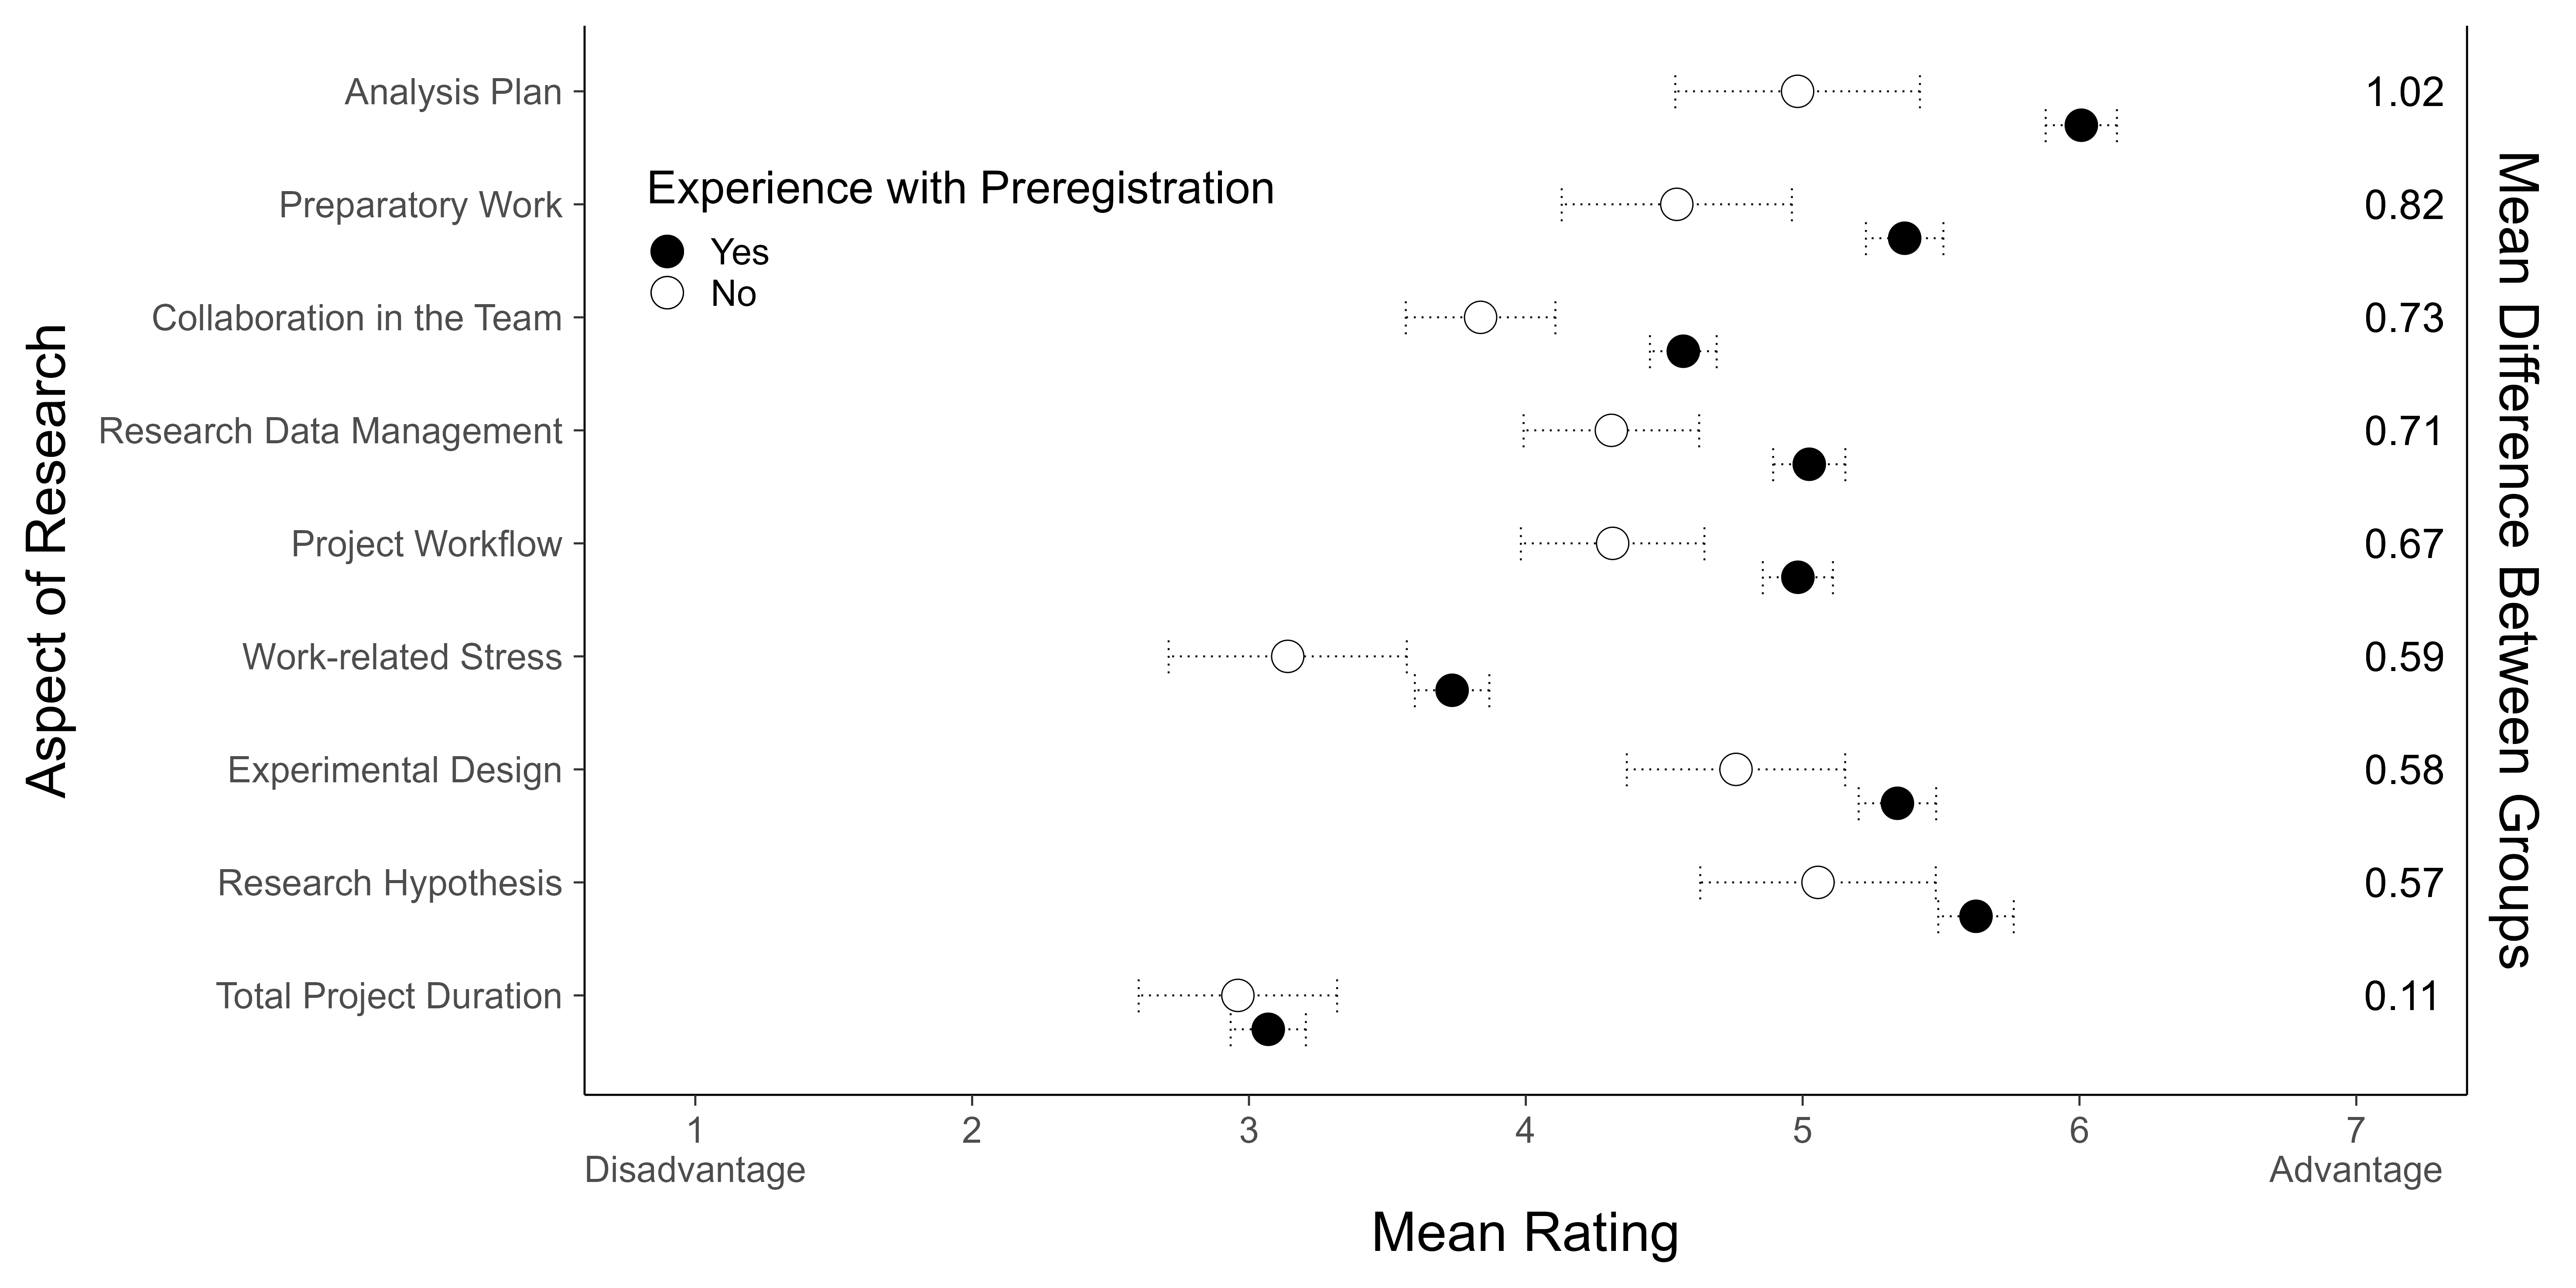 Analysis Plan
1.02
Experience with Preregistration
Preparatory Work
0.82
Yes
No
Collaboration in the Team
0.73
Research Data Management
0.71
Project Workflow
0.67
Work-related Stress
0.59
Experimental Design
0.58
Research Hypothesis
0.57
Total Project Duration
0.11
Aspect of Research
Mean Difference Between Groups
1 2 3 4 5 6 7
Disadvantage Advantage
Mean Rating